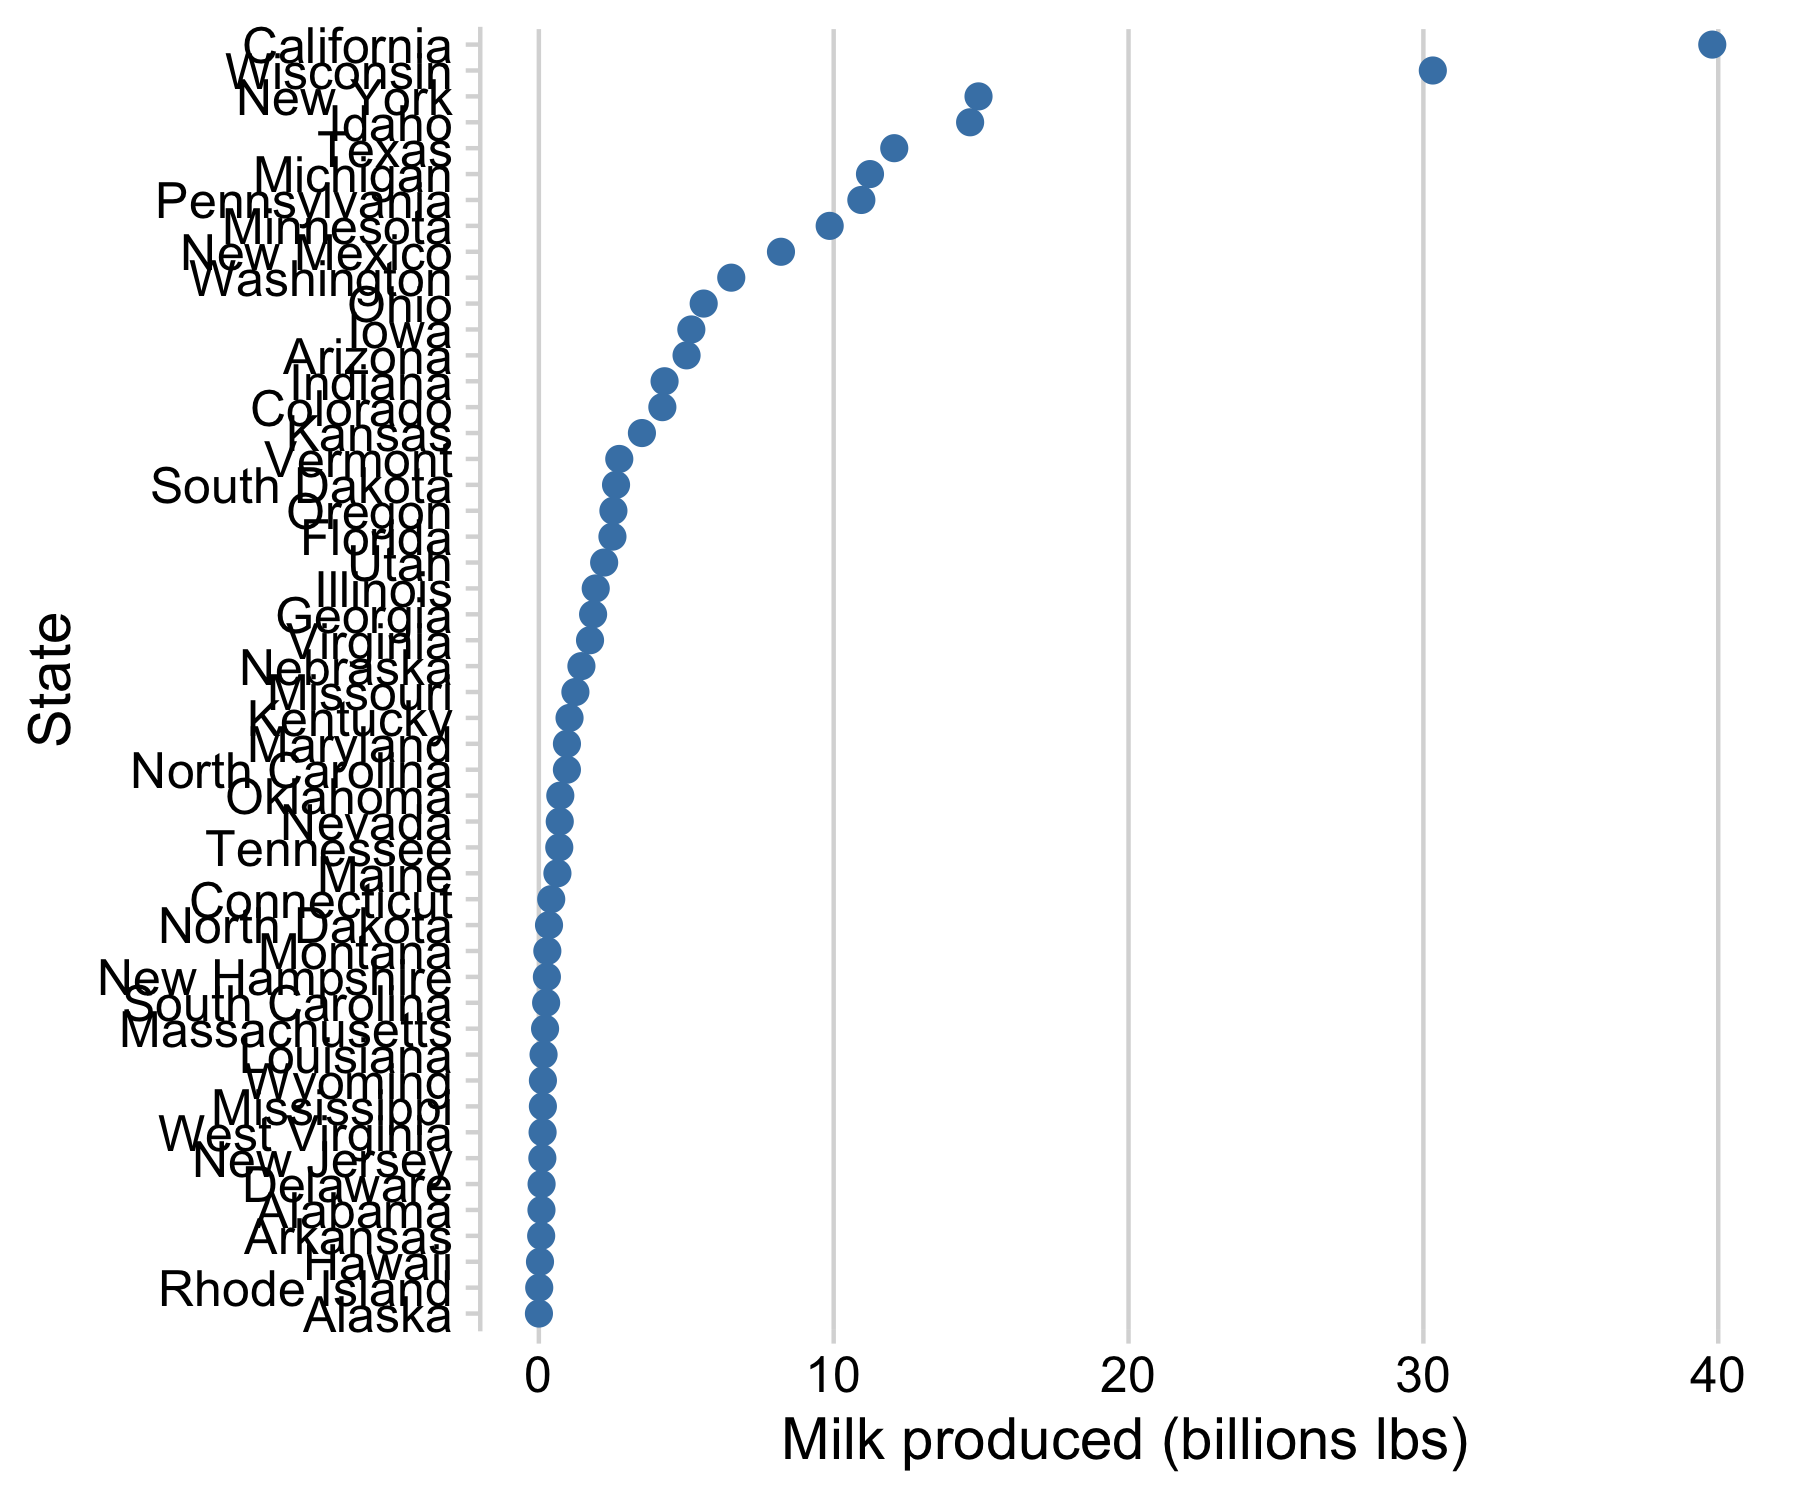 California
Wisconsin
New York
Idaho
Texas
Michigan
Pennsylvania
Minnesota
New Mexico
Washington
Ohio
Iowa
Arizona
Indiana
Colorado
Kansas
Vermont
South Dakota
Oregon
Florida
Utah
Illinois
Georgia
Virginia
Nebraska
Missouri
Kentucky
Maryland
North Carolina
Oklahoma
Nevada
Tennessee
Maine
Connecticut
North Dakota
Montana
New Hampshire
South Carolina
Massachusetts
Louisiana
Wyoming
Mississippi
West Virginia
New Jersey
Delaware
Alabama
Arkansas
Hawaii
Rhode Island
Alaska
State
0 10 20 30 40
Milk produced (billions lbs)